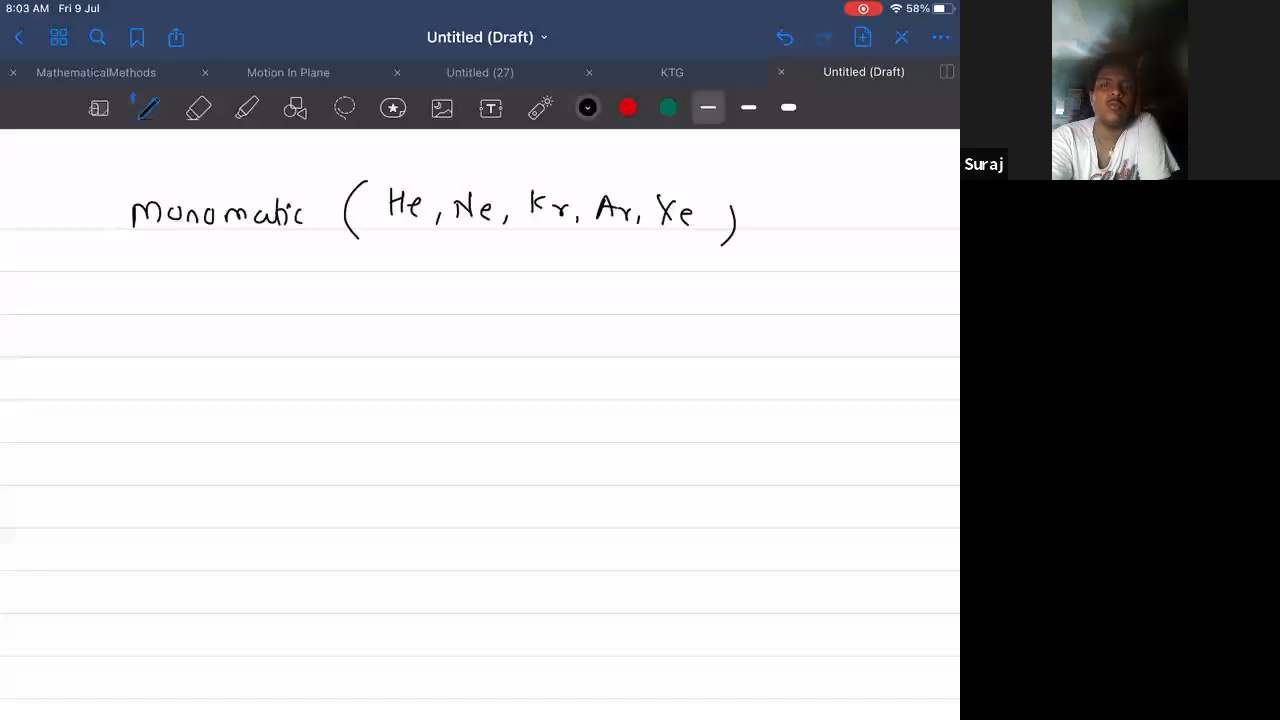 8:03 AM Fri 9 Jul 58%
Untitled (Draft)
MathematicalMethods Motion In Plane Untitled (27) KTG Untitled (Draft)
T
Monomatic ( He, Ne, Kr, Ar, Xe )
Suraj